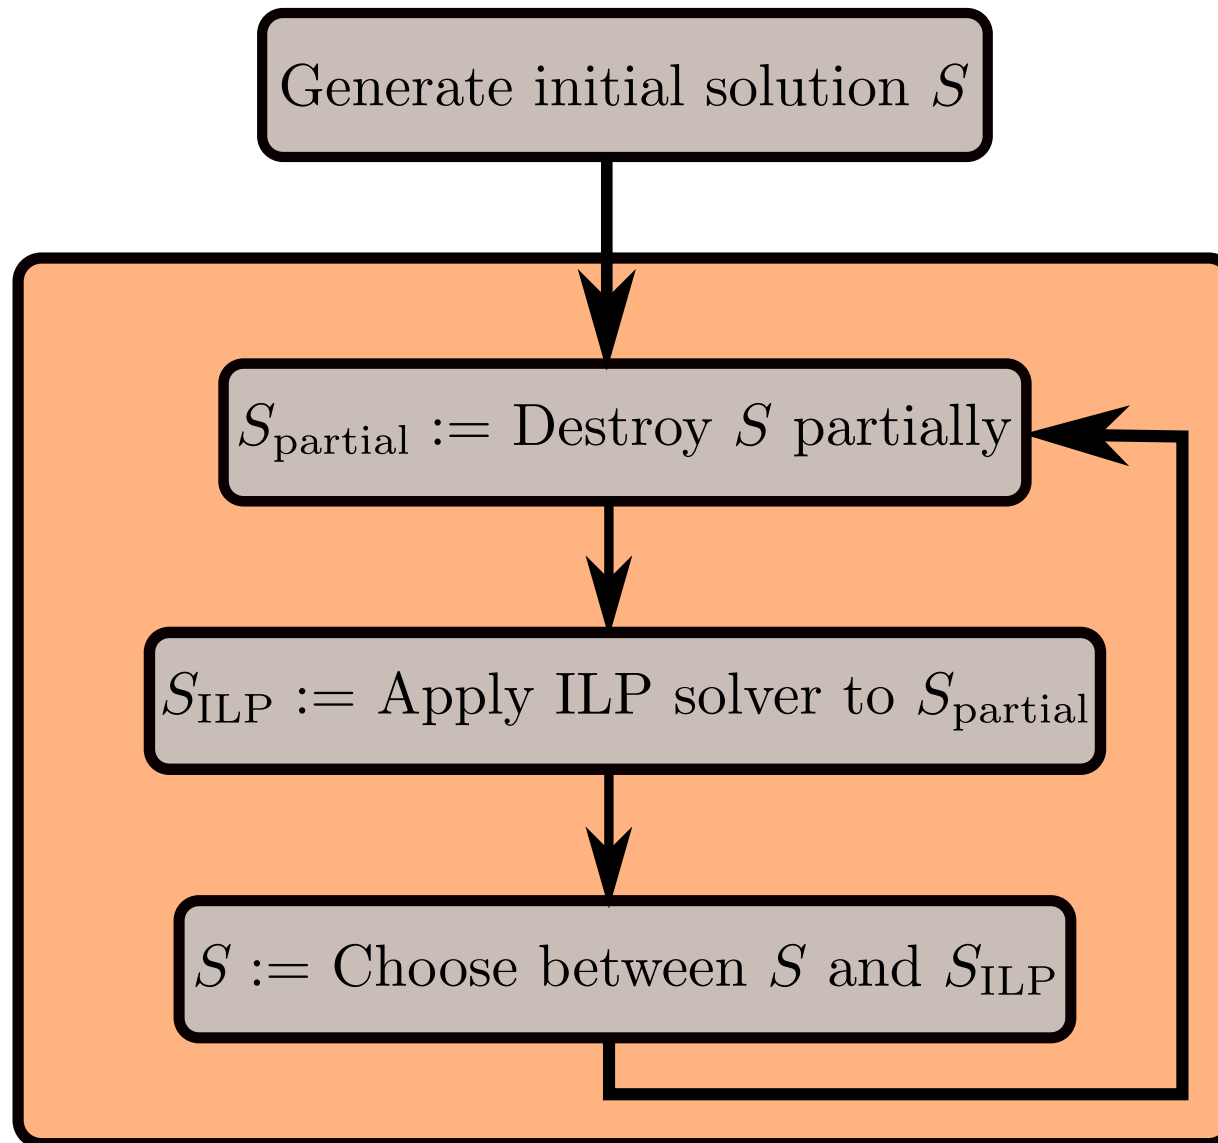 Generate initial solution S
S_partial := Destroy S partially
S_ILP := Apply ILP solver to S_partial
S := Choose between S and S_ILP